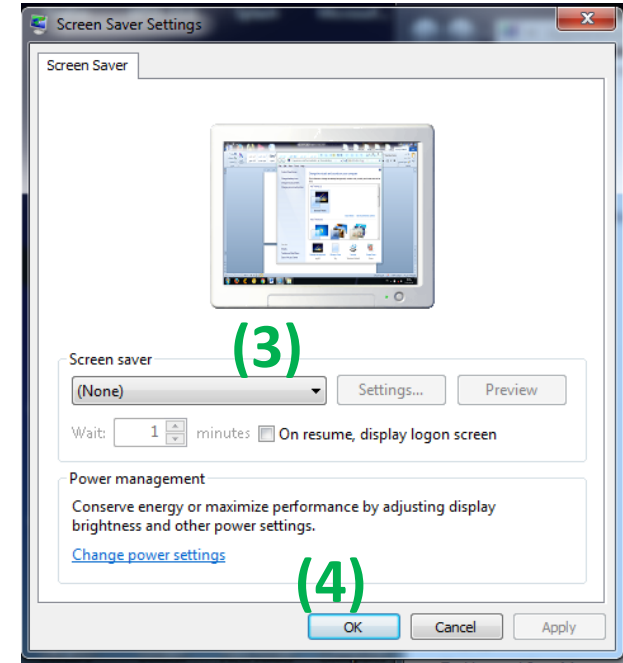 Screen Saver Settings
Screen Saver
(3)
Screen saver
(None)
Settings...
Preview
Wait: 1 minutes On resume, display logon screen
Power management
Conserve energy or maximize performance by adjusting display
brightness and other power settings.
Change power settings
(4)
OK
Cancel
Apply